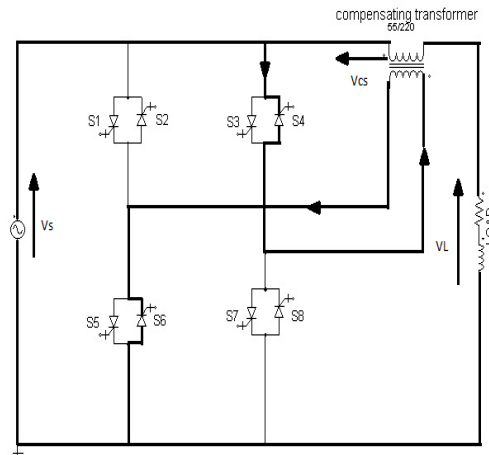 compensating transformer
55/220
Vcs
S1
S2
S3
S4
Vs
VL
S5
S6
S7
S8